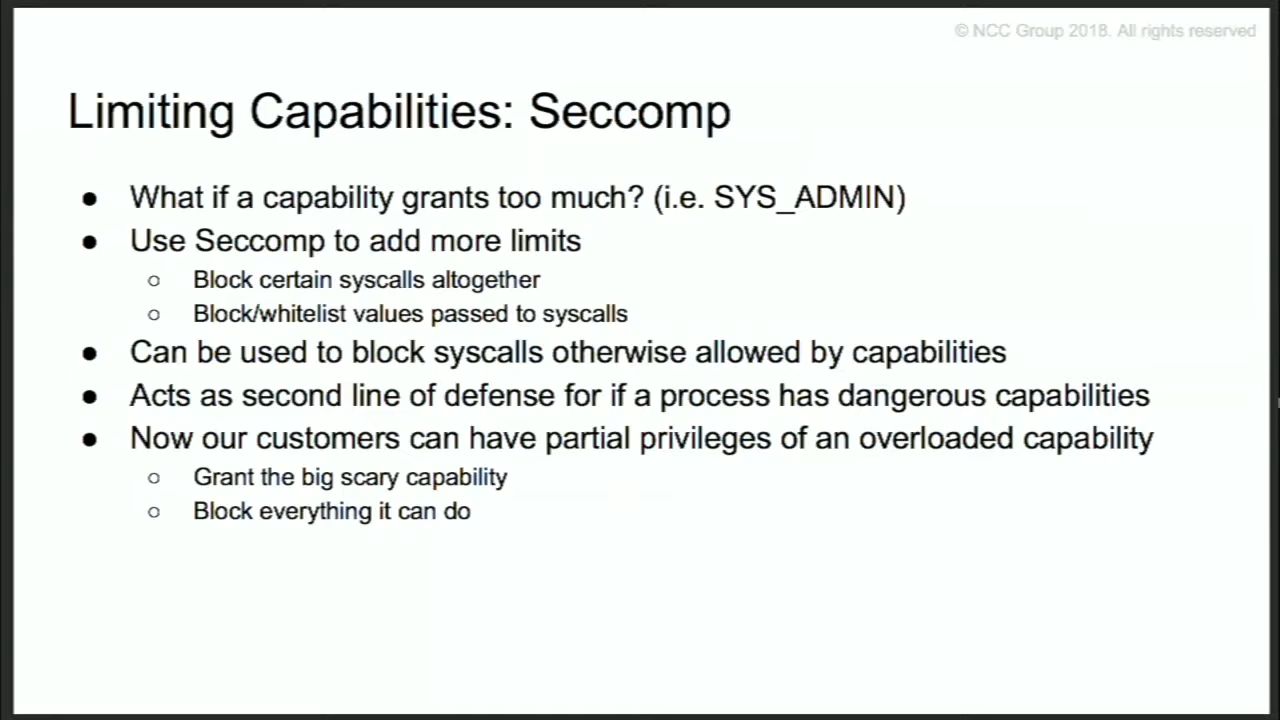 © NCC Group 2018. All rights reserved
Limiting Capabilities: Seccomp
● What if a capability grants too much? (i.e. SYS_ADMIN)
● Use Seccomp to add more limits
○ Block certain syscalls altogether
○ Block/whitelist values passed to syscalls
● Can be used to block syscalls otherwise allowed by capabilities
● Acts as second line of defense for if a process has dangerous capabilities
● Now our customers can have partial privileges of an overloaded capability
○ Grant the big scary capability
○ Block everything it can do